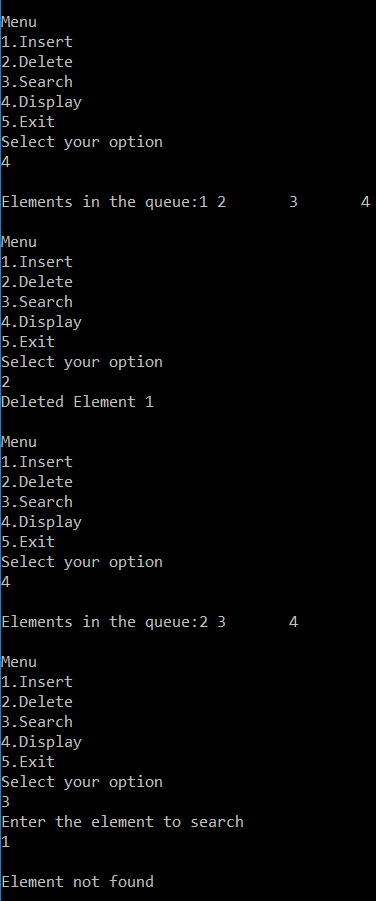 Menu
1.Insert
2.Delete
3.Search
4.Display
5.Exit
Select your option
4
Elements in the queue:1 2       3       4
Menu
1.Insert
2.Delete
3.Search
4.Display
5.Exit
Select your option
2
Deleted Element 1
Menu
1.Insert
2.Delete
3.Search
4.Display
5.Exit
Select your option
4
Elements in the queue:2 3       4
Menu
1.Insert
2.Delete
3.Search
4.Display
5.Exit
Select your option
3
Enter the element to search
1
Element not found